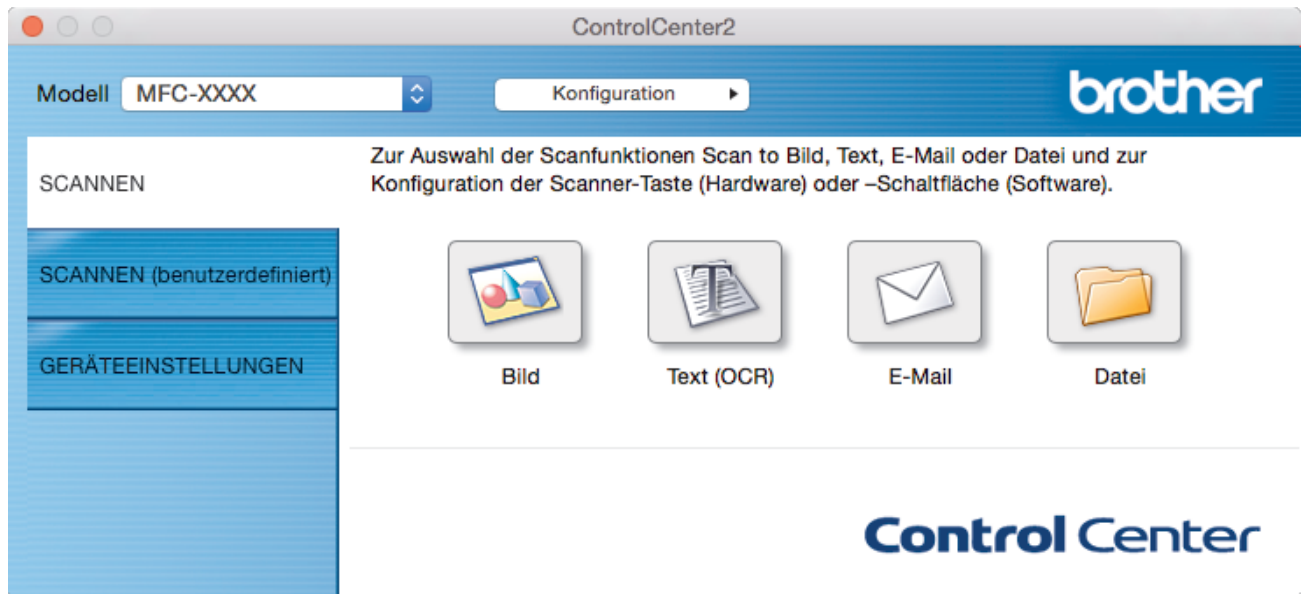 ControlCenter2
Modell MFC-XXXX Konfiguration
brother
SCANNEN
SCANNEN (benutzerdefiniert)
GERÄTEEINSTELLUNGEN
Zur Auswahl der Scanfunktionen Scan to Bild, Text, E-Mail oder Datei und zur
Konfiguration der Scanner-Taste (Hardware) oder –Schaltfläche (Software).
Bild Text (OCR) E-Mail Datei
Control Center